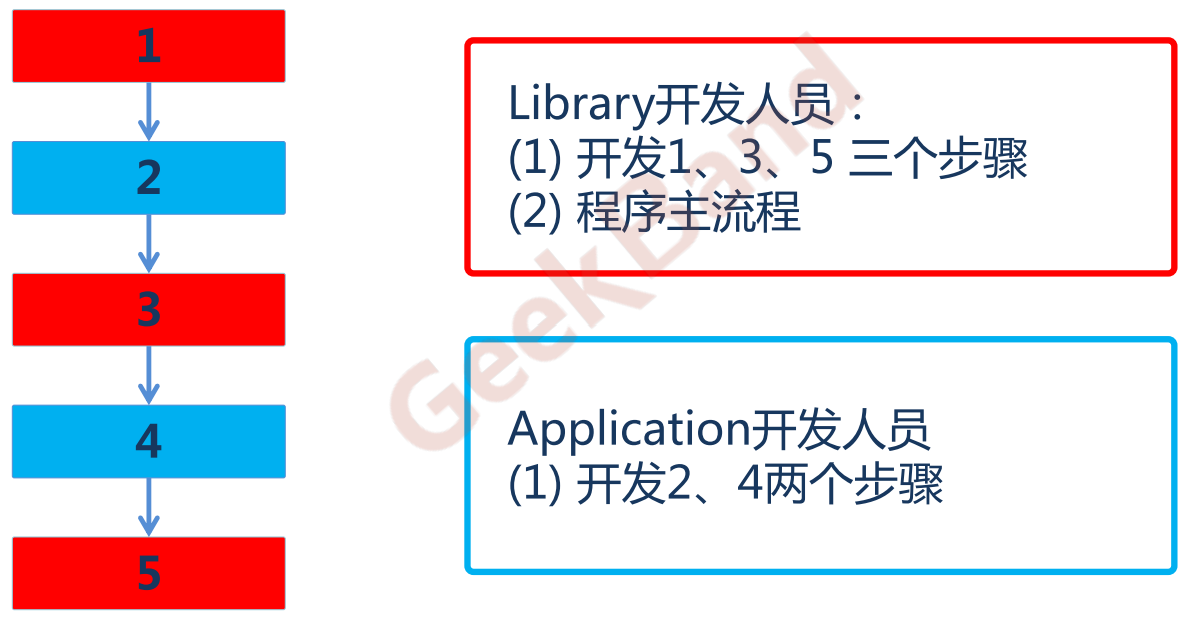 1
2
3
4
5
Library开发人员：
(1) 开发1、3、5 三个步骤
(2) 程序主流程
Application开发人员
(1) 开发2、4两个步骤
GeekBand